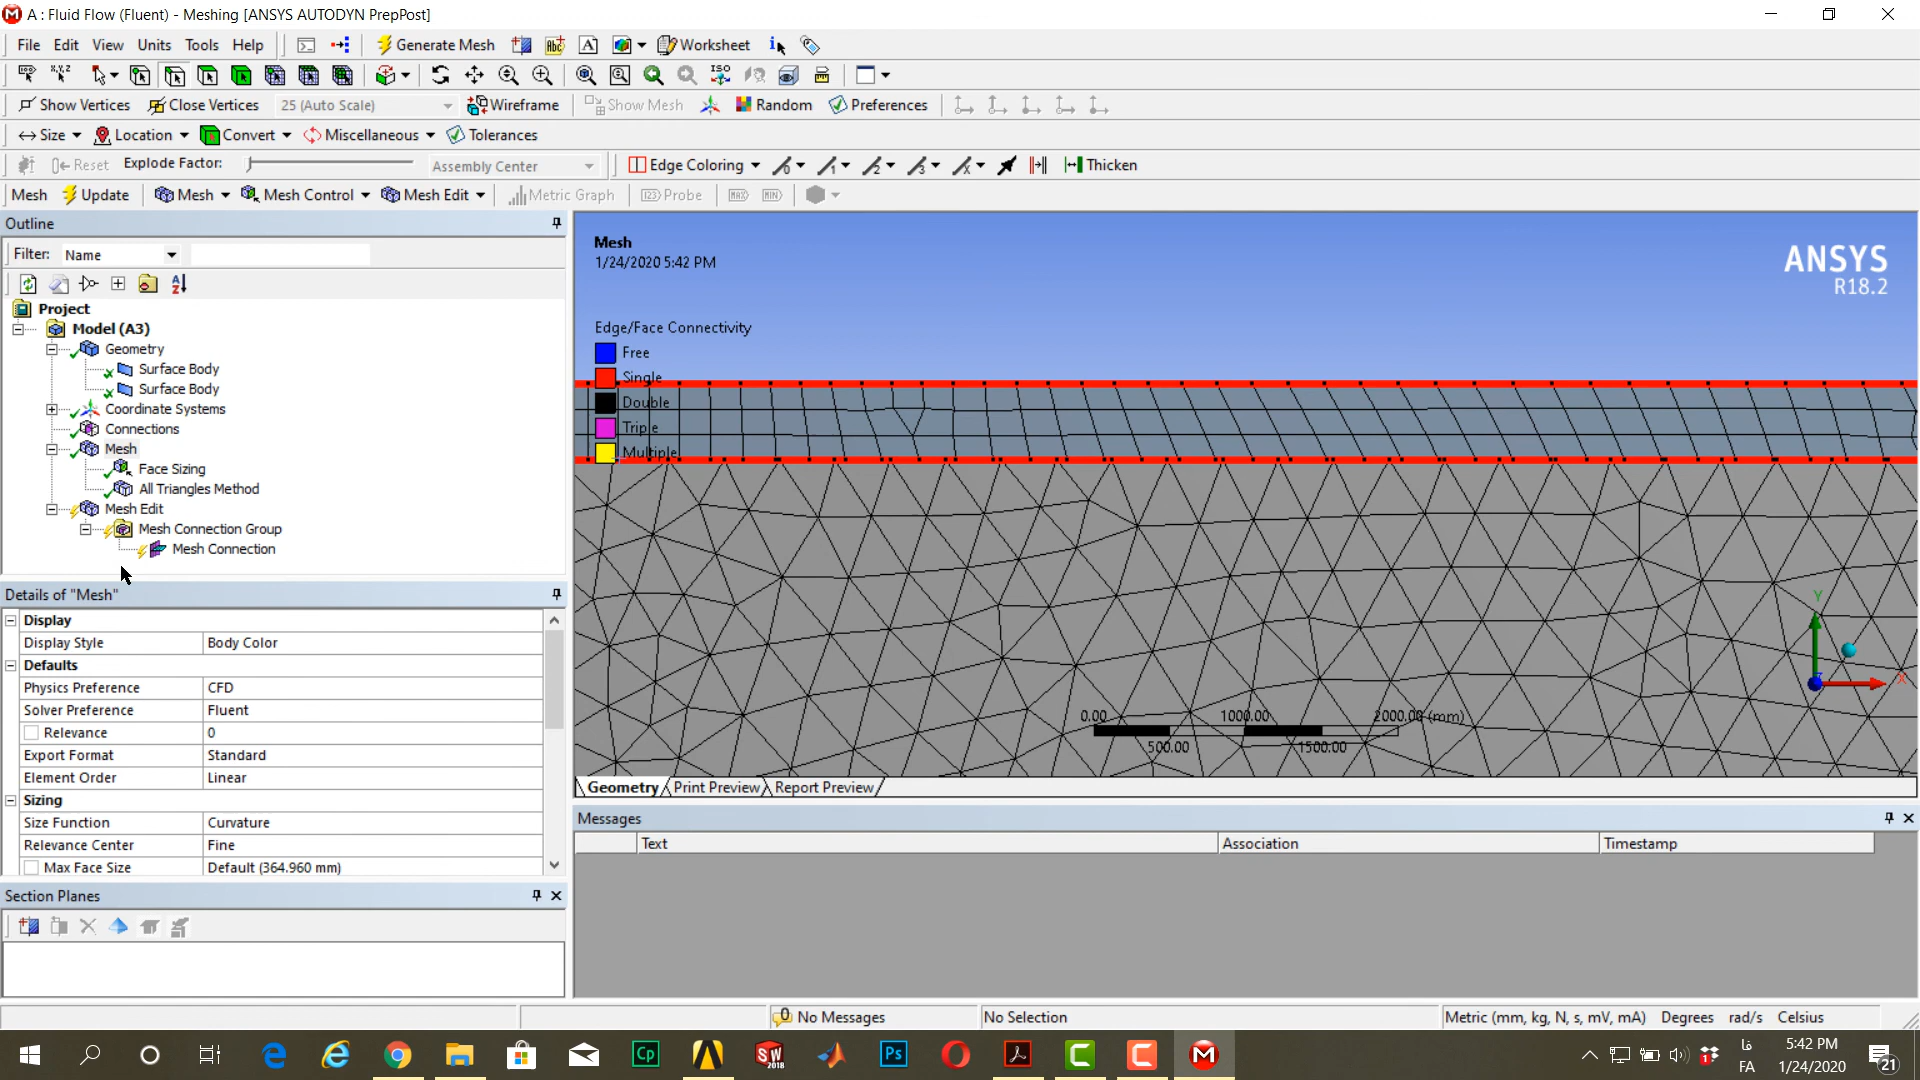 A : Fluid Flow (Fluent) - Meshing [ANSYS AUTODYN PrepPost]
File Edit View Units Tools Help Generate Mesh Worksheet
Show Vertices Close Vertices 25 (Auto Scale) Wireframe Show Mesh Random Preferences
Size Location Convert Miscellaneous Tolerances
Reset Explode Factor: Assembly Center Edge Coloring Thicken
Mesh Update Mesh Mesh Control Mesh Edit Metric Graph Probe
Outline
Filter: Name
Project
Model (A3)
Geometry
Surface Body
Surface Body
Coordinate Systems
Connections
Mesh
Face Sizing
All Triangles Method
Mesh Edit
Mesh Connection Group
Mesh Connection
Details of "Mesh"
Display
Display Style Body Color
Defaults
Physics Preference CFD
Solver Preference Fluent
Relevance 0
Export Format Standard
Element Order Linear
Sizing
Size Function Curvature
Relevance Center Fine
Max Face Size Default (364.960 mm)
Section Planes
Mesh
1/24/2020 5:42 PM
ANSYS
R18.2
Edge/Face Connectivity
Free
Single
Double
Triple
Multiple
Y
X
0.00 1000.00 2000.00 (mm)
500.00 1500.00
Geometry Print Preview Report Preview
Messages
Text Association Timestamp
No Messages No Selection Metric (mm, kg, N, s, mV, mA) Degrees rad/s Celsius
فا
FA
5:42 PM
1/24/2020
21